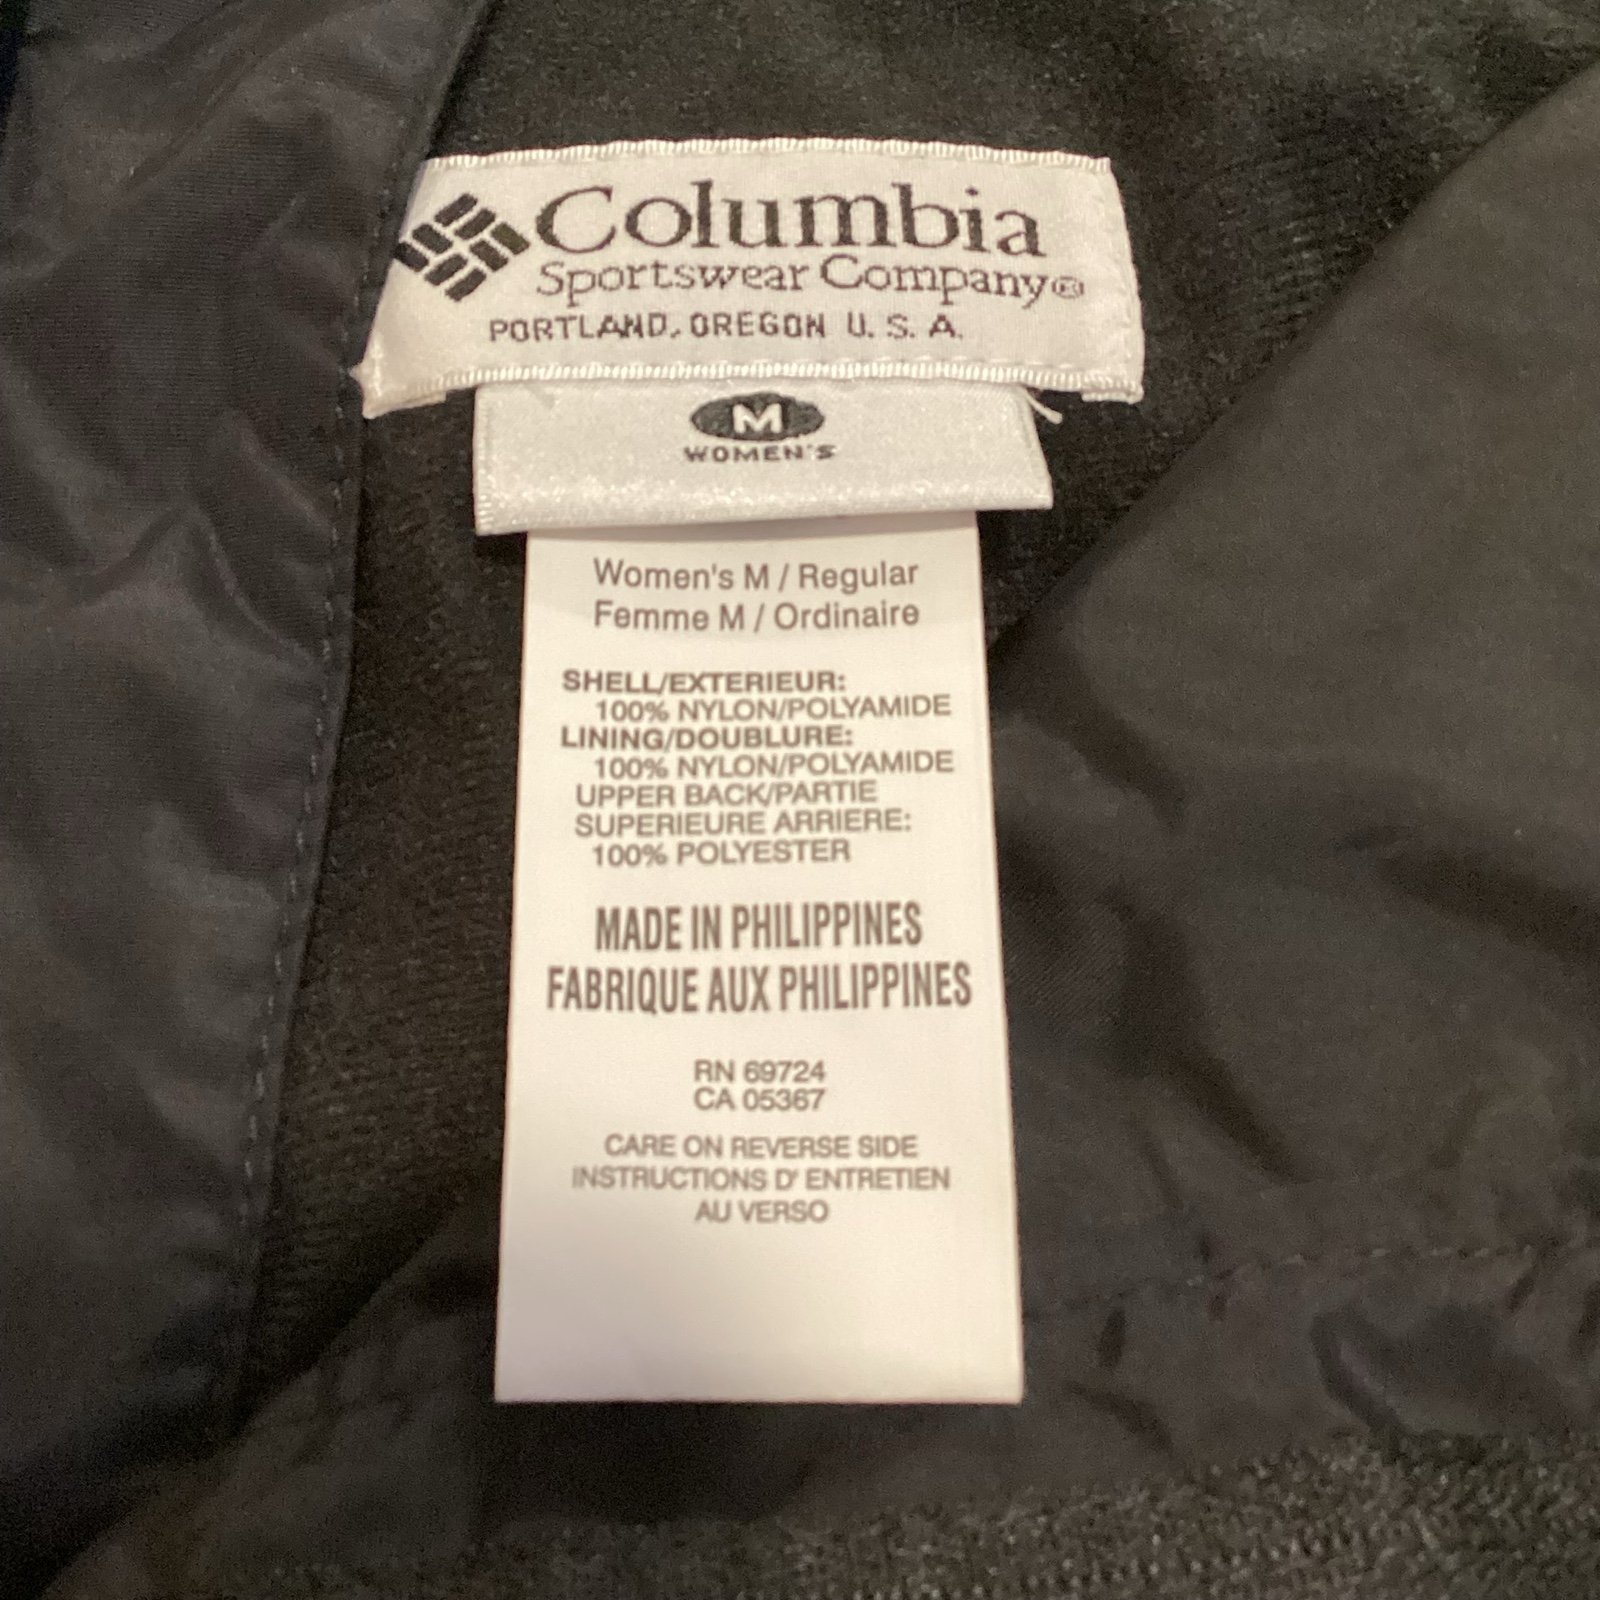 Columbia
Sportswear Company®
PORTLAND, OREGON U.S.A.
M
WOMEN'S
Women's M / Regular
Femme M / Ordinaire
SHELL/EXTERIEUR:
100% NYLON/POLYAMIDE
LINING/DOUBLURE:
100% NYLON/POLYAMIDE
UPPER BACK/PARTIE
SUPERIEURE ARRIERE:
100% POLYESTER
MADE IN PHILIPPINES
FABRIQUE AUX PHILIPPINES
RN 69724
CA 05367
CARE ON REVERSE SIDE
INSTRUCTIONS D' ENTRETIEN
AU VERSO